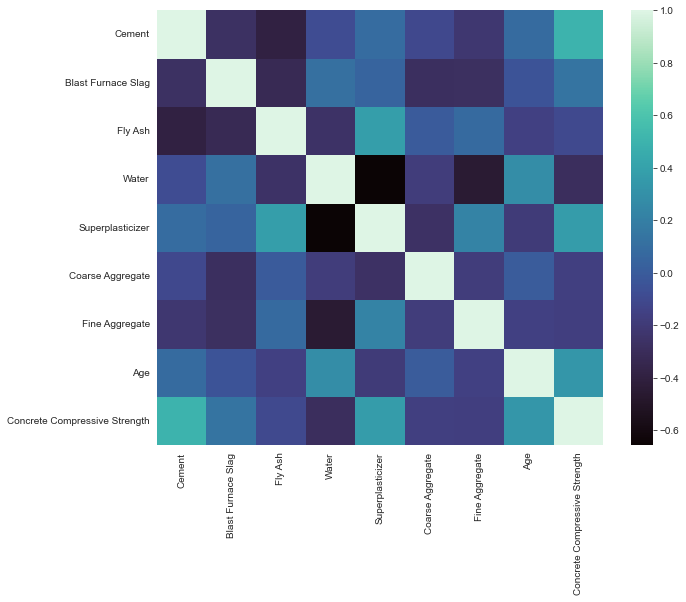 Cement
Blast Furnace Slag
Fly Ash
Water
Superplasticizer
Coarse Aggregate
Fine Aggregate
Age
Concrete Compressive Strength
Cement
Blast Furnace Slag
Fly Ash
Water
Superplasticizer
Coarse Aggregate
Fine Aggregate
Age
Concrete Compressive Strength
1.0
0.8
0.6
0.4
0.2
0.0
−0.2
−0.4
−0.6